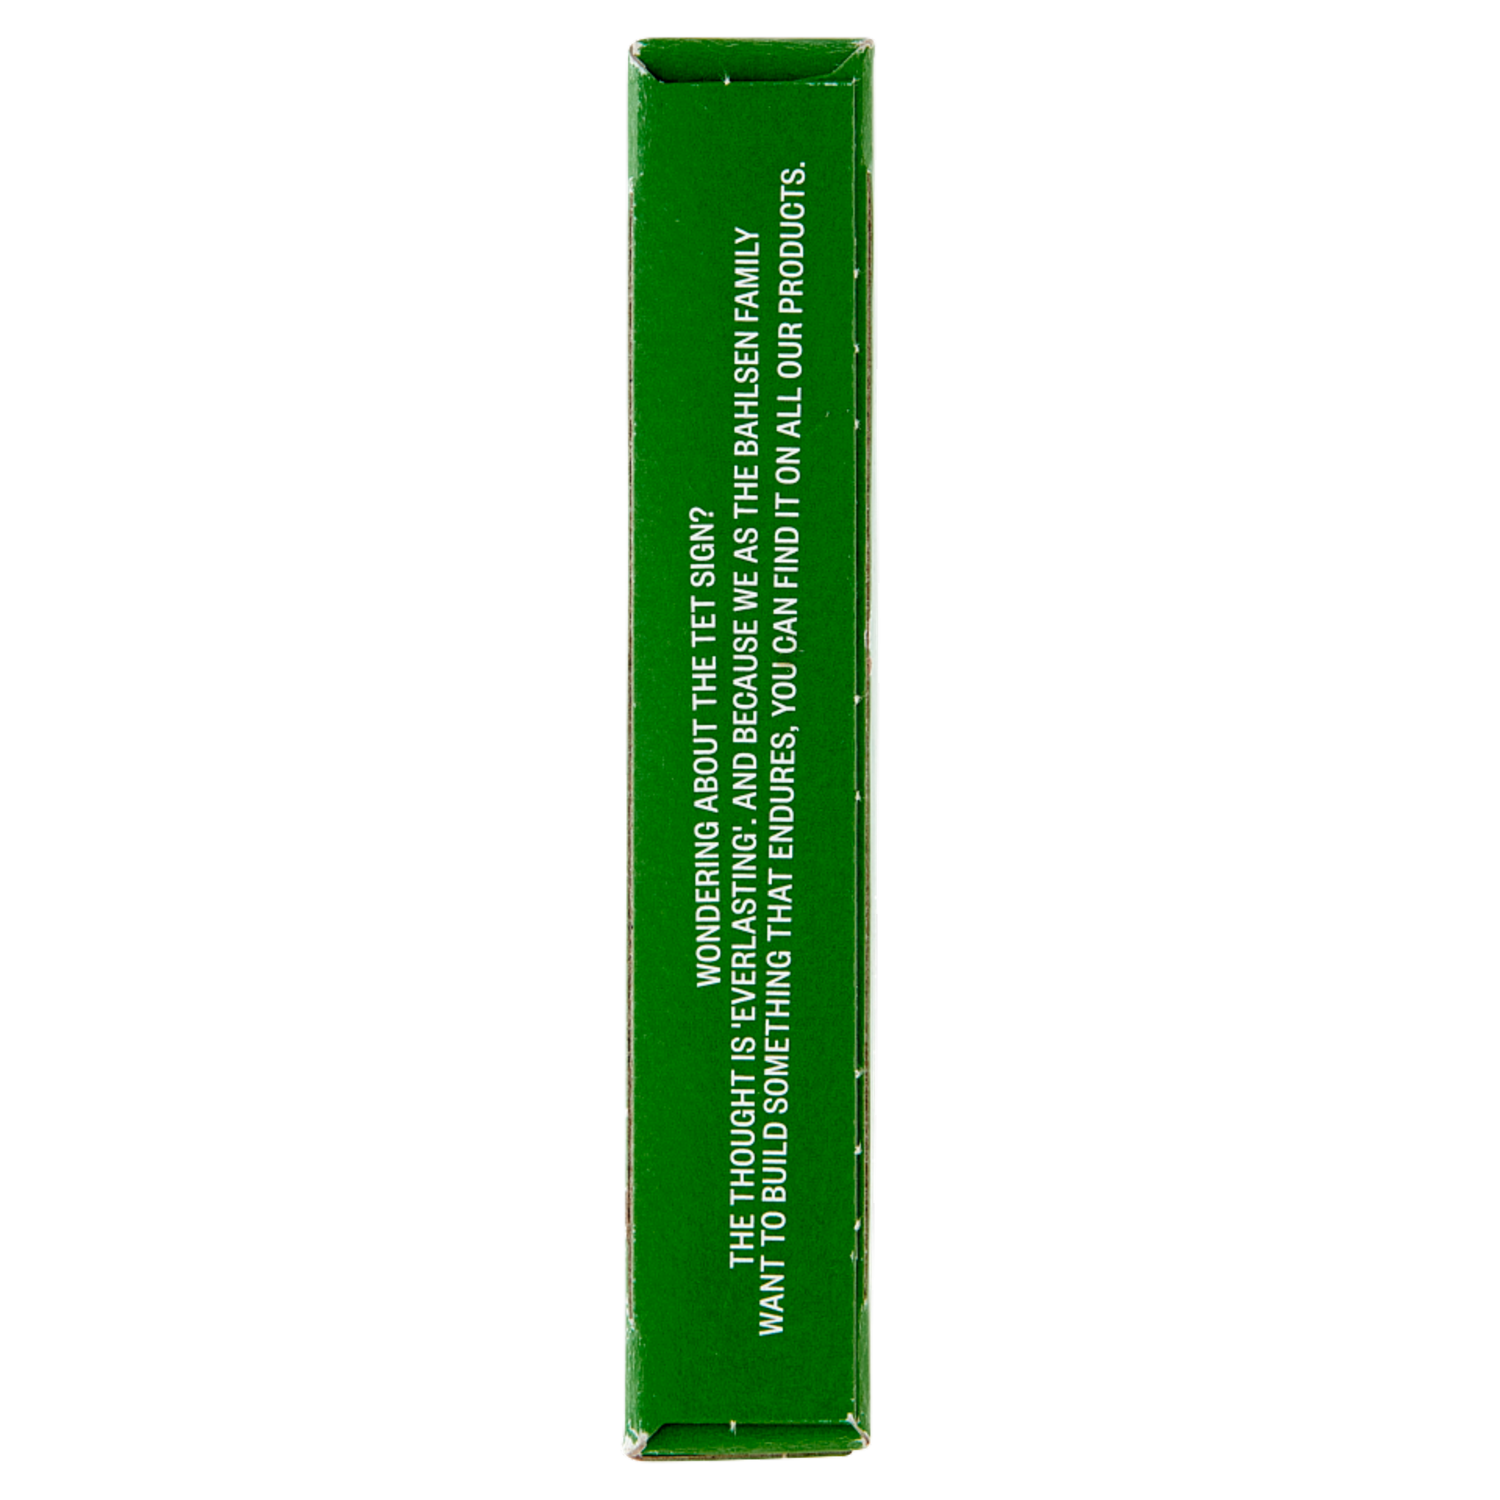 WONDERING ABOUT THE TET SIGN?
THE THOUGHT IS 'EVERLASTING'. AND BECAUSE WE AS THE BAHLSEN FAMILY
WANT TO BUILD SOMETHING THAT ENDURES, YOU CAN FIND IT ON ALL OUR PRODUCTS.